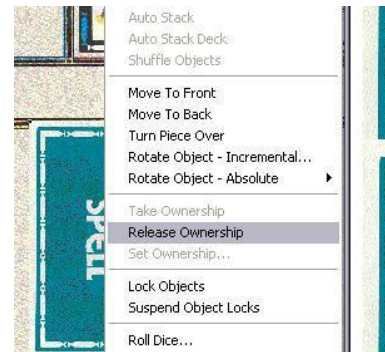 Auto Stack
Auto Stack Deck
Shuffle Objects
Move To Front
Move To Back
Turn Piece Over
Rotate Object - Incremental...
Rotate Object - Absolute
Take Ownership
Release Ownership
Set Ownership...
Lock Objects
Suspend Object Locks
Roll Dice...
SPELL